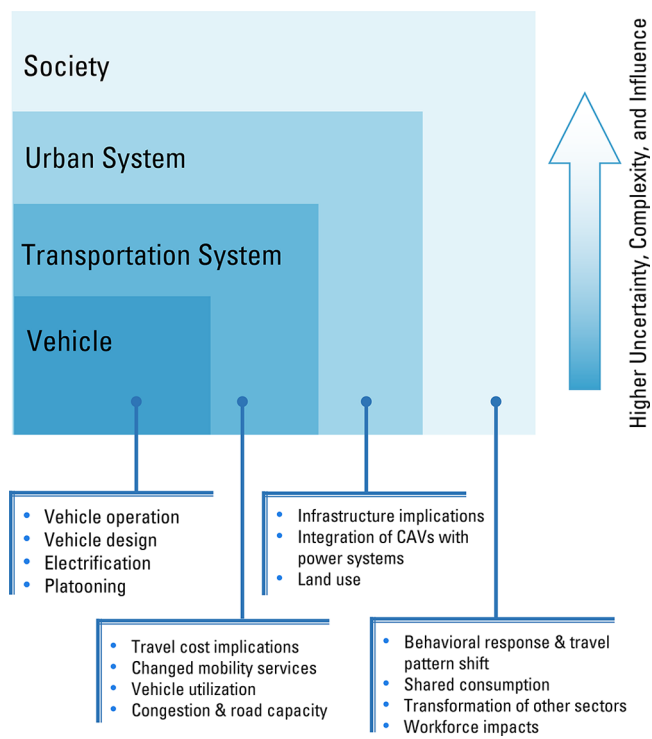 Society
Urban System
Transportation System
Vehicle
Higher Uncertainty, Complexity, and Influence
• Vehicle operation
• Vehicle design
• Electrification
• Platooning
• Infrastructure implications
• Integration of CAVs with
power systems
• Land use
• Travel cost implications
• Changed mobility services
• Vehicle utilization
• Congestion & road capacity
• Behavioral response & travel
pattern shift
• Shared consumption
• Transformation of other sectors
• Workforce impacts